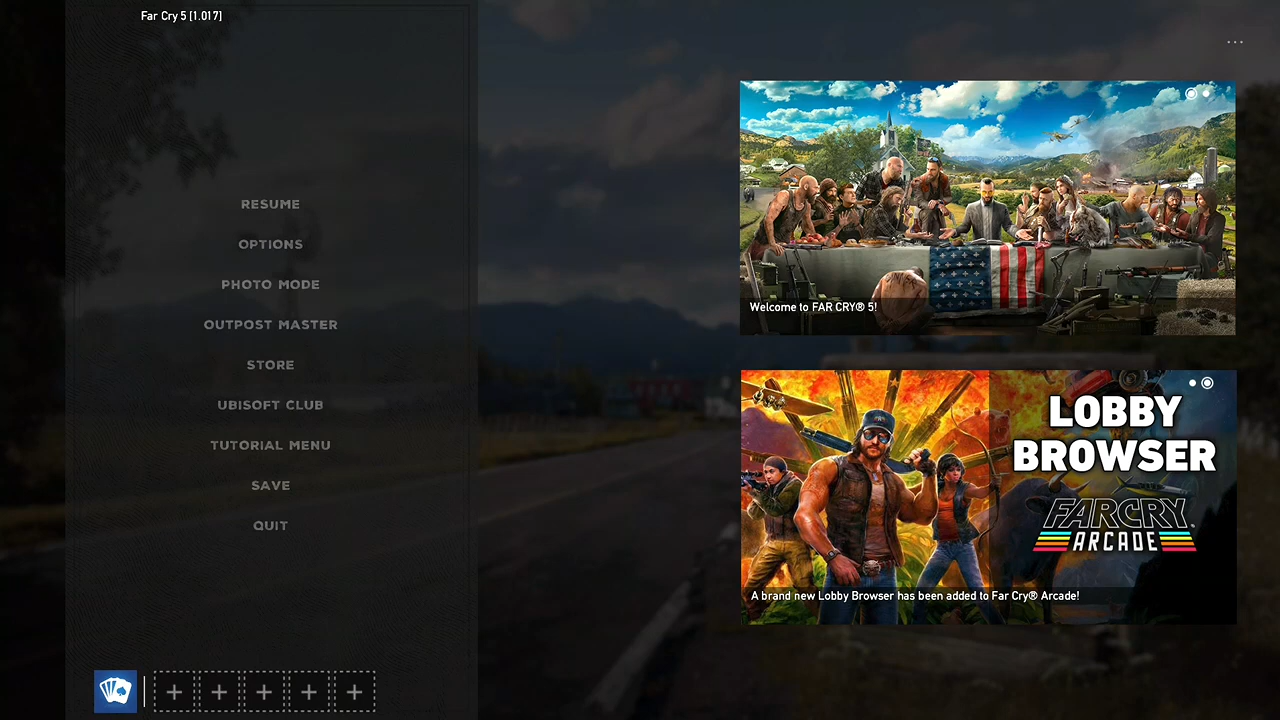 Far Cry 5 [1.017]
RESUME
OPTIONS
PHOTO MODE
OUTPOST MASTER
STORE
UBISOFT CLUB
TUTORIAL MENU
SAVE
QUIT
Welcome to FAR CRY® 5!
LOBBY
BROWSER
FARCRY®
ARCADE
A brand new Lobby Browser has been added to Far Cry® Arcade!